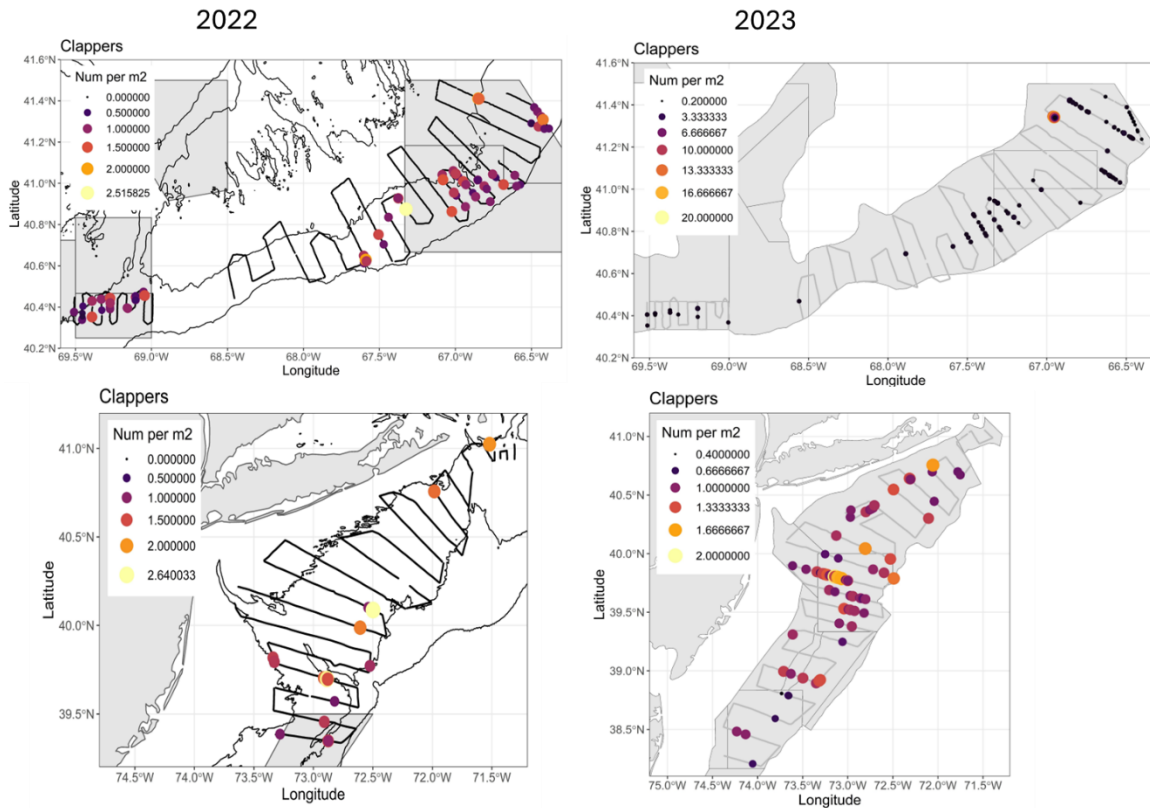 2022
2023
Clappers
Num per m2
0.000000
0.500000
1.000000
1.500000
2.000000
2.515825
41.6°N
41.4°N
41.2°N
41.0°N
40.8°N
40.6°N
40.4°N
40.2°N
Latitude
69.5°W 69.0°W 68.5°W 68.0°W 67.5°W 67.0°W 66.5°W
Longitude
Clappers
Num per m2
0.200000
3.333333
6.666667
10.000000
13.333333
16.666667
20.000000
41.6°N
41.4°N
41.2°N
41.0°N
40.8°N
40.6°N
40.4°N
40.2°N
Latitude
69.5°W 69.0°W 68.5°W 68.0°W 67.5°W 67.0°W 66.5°W
Longitude
Clappers
Num per m2
0.000000
0.500000
1.000000
1.500000
2.000000
2.640033
41.0°N
40.5°N
40.0°N
39.5°N
Latitude
74.5°W 74.0°W 73.5°W 73.0°W 72.5°W 72.0°W 71.5°W
Longitude
Clappers
Num per m2
0.4000000
0.6666667
1.0000000
1.3333333
1.6666667
2.0000000
41.0°N
40.5°N
40.0°N
39.5°N
39.0°N
38.5°N
Latitude
75.0°W 74.5°W 74.0°W 73.5°W 73.0°W 72.5°W 72.0°W 71.5°W
Longitude